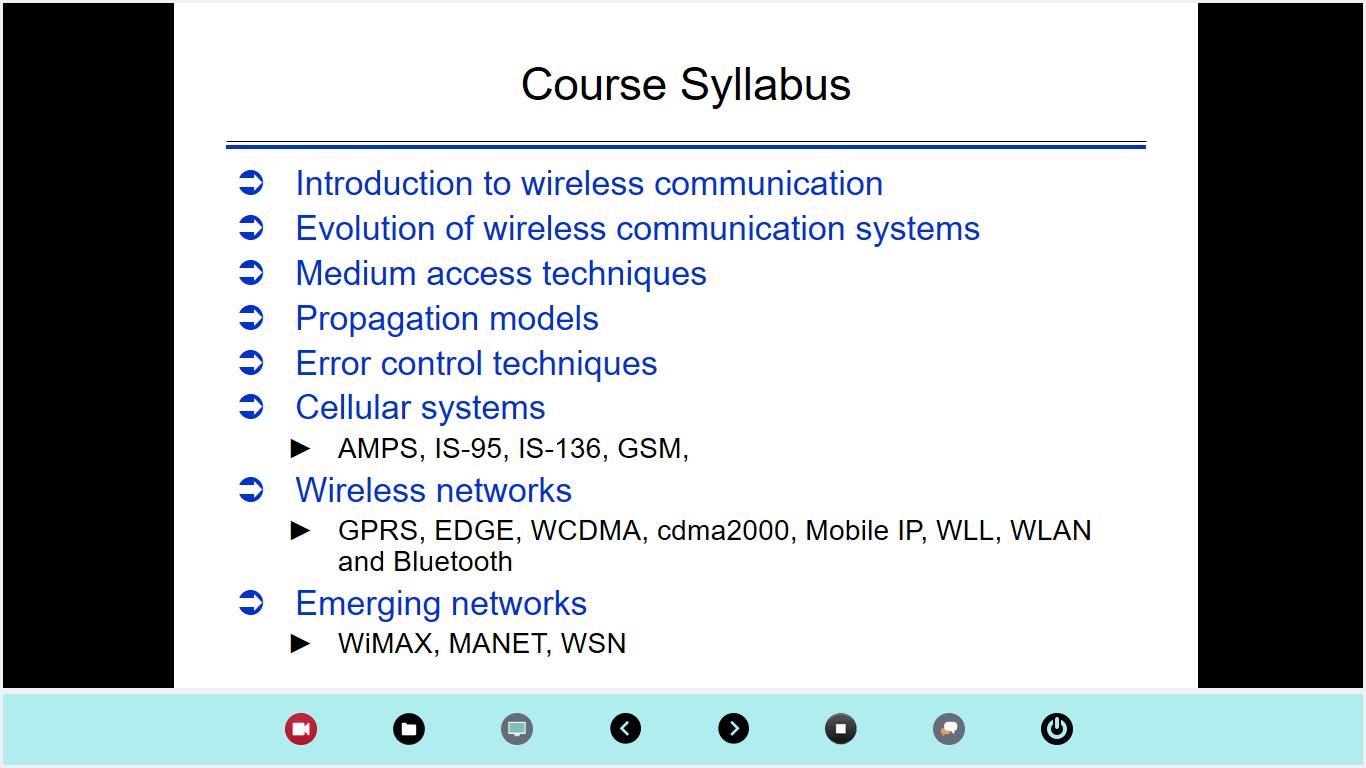 Course Syllabus
Introduction to wireless communication
Evolution of wireless communication systems
Medium access techniques
Propagation models
Error control techniques
Cellular systems
AMPS, IS-95, IS-136, GSM,
Wireless networks
GPRS, EDGE, WCDMA, cdma2000, Mobile IP, WLL, WLAN
and Bluetooth
Emerging networks
WiMAX, MANET, WSN